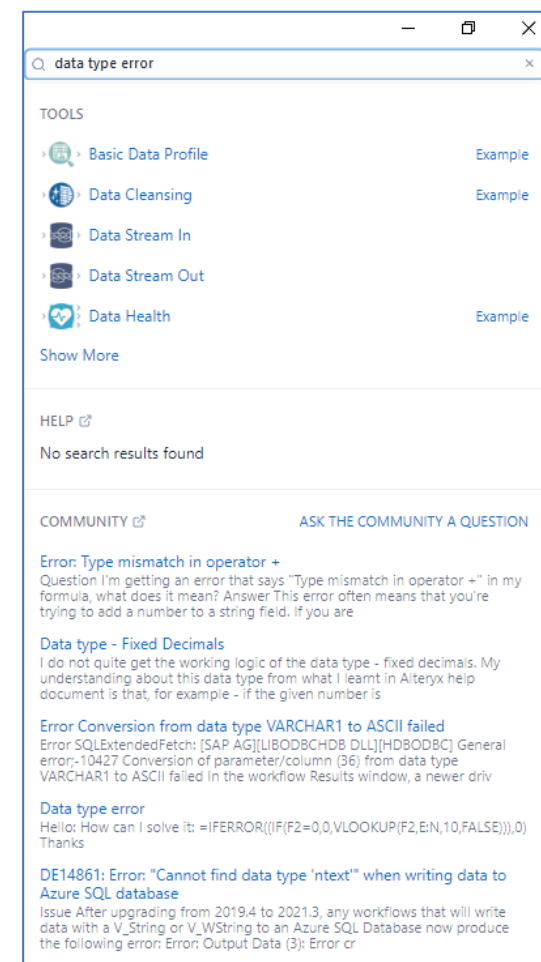 data type error
TOOLS
Basic Data Profile Example
Data Cleansing Example
Data Stream In
Data Stream Out
Data Health Example
Show More
HELP
No search results found
COMMUNITY ASK THE COMMUNITY A QUESTION
Error: Type mismatch in operator +
Question I'm getting an error that says "Type mismatch in operator +" in my
formula, what does it mean? Answer This error often means that you're
trying to add a number to a string field. If you are
Data type - Fixed Decimals
I do not quite get the working logic of the data type - fixed decimals. My
understanding about this data type from what I learnt in Alteryx help
document is that, for example - if the given number is
Error Conversion from data type VARCHAR1 to ASCII failed
Error SQLExtendedFetch: [SAP AG][LIBODBCHDB DLL][HDBODBC] General
error;-10427 Conversion of parameter/column (36) from data type
VARCHAR1 to ASCII failed In the workflow Results window, a newer driv
Data type error
Hello: How can I solve it: =IFERROR((IF(F2=0,0,VLOOKUP(F2,E:N,10,FALSE))),0)
Thanks
DE14861: Error: "Cannot find data type 'ntext'" when writing data to
Azure SQL database
Issue After upgrading from 2019.4 to 2021.3, any workflows that will write
data with a V_String or V_WString to an Azure SQL Database now produce
the following error: Error: Output Data (3): Error cr